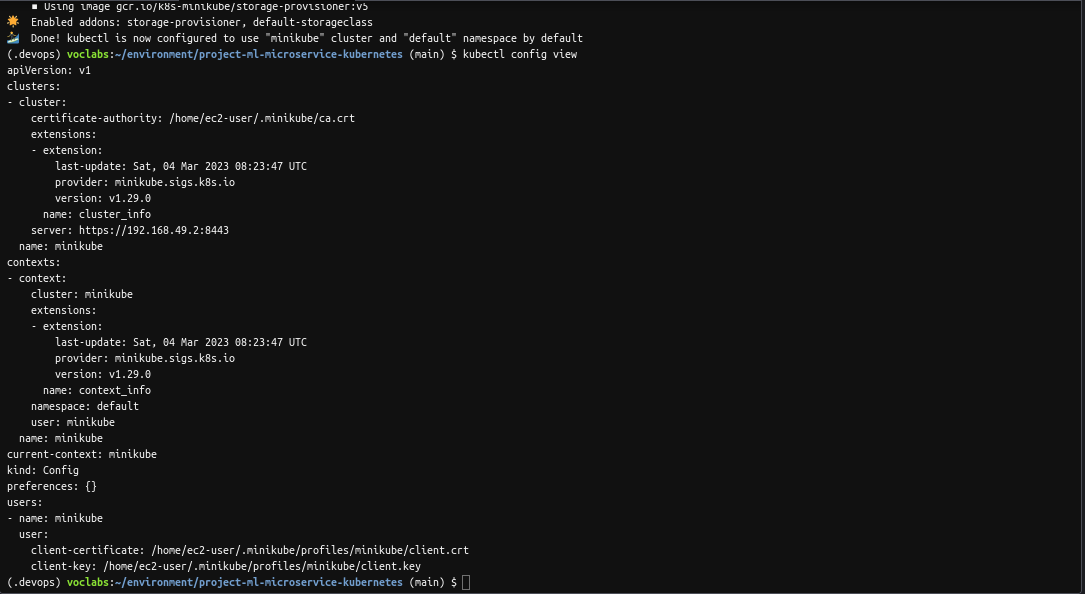 ▪ Using image gcr.io/k8s-minikube/storage-provisioner:v5
🌟  Enabled addons: storage-provisioner, default-storageclass
🏄  Done! kubectl is now configured to use "minikube" cluster and "default" namespace by default
(.devops) voclabs:~/environment/project-ml-microservice-kubernetes (main) $ kubectl config view
apiVersion: v1
clusters:
- cluster:
    certificate-authority: /home/ec2-user/.minikube/ca.crt
    extensions:
    - extension:
        last-update: Sat, 04 Mar 2023 08:23:47 UTC
        provider: minikube.sigs.k8s.io
        version: v1.29.0
      name: cluster_info
    server: https://192.168.49.2:8443
  name: minikube
contexts:
- context:
    cluster: minikube
    extensions:
    - extension:
        last-update: Sat, 04 Mar 2023 08:23:47 UTC
        provider: minikube.sigs.k8s.io
        version: v1.29.0
      name: context_info
    namespace: default
    user: minikube
  name: minikube
current-context: minikube
kind: Config
preferences: {}
users:
- name: minikube
  user:
    client-certificate: /home/ec2-user/.minikube/profiles/minikube/client.crt
    client-key: /home/ec2-user/.minikube/profiles/minikube/client.key
(.devops) voclabs:~/environment/project-ml-microservice-kubernetes (main) $